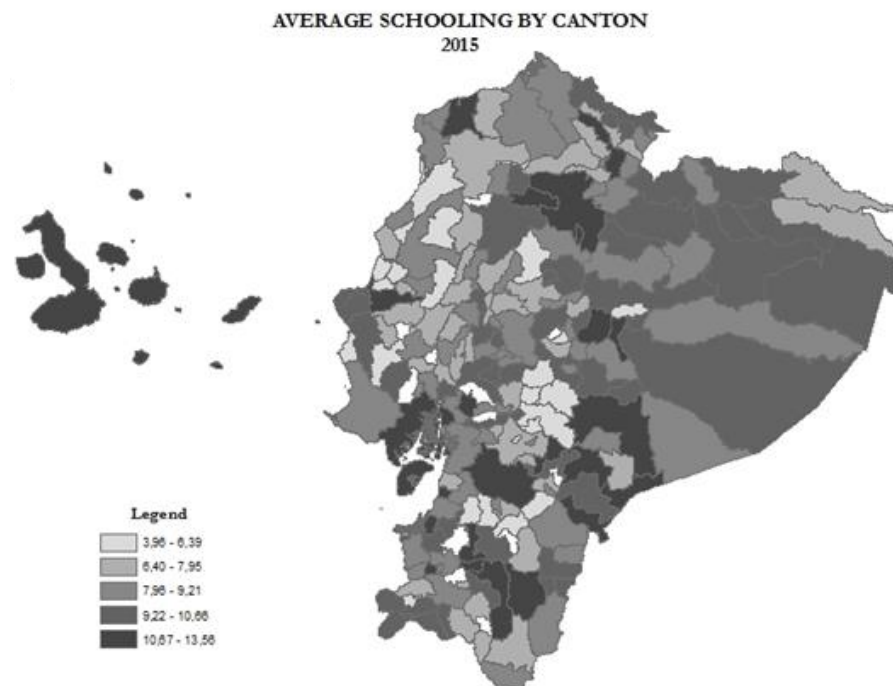 AVERAGE SCHOOLING BY CANTON
2015
Legend
3,96 - 6,39
6,40 - 7,95
7,96 - 9,21
9,22 - 10,66
10,67 - 13,56